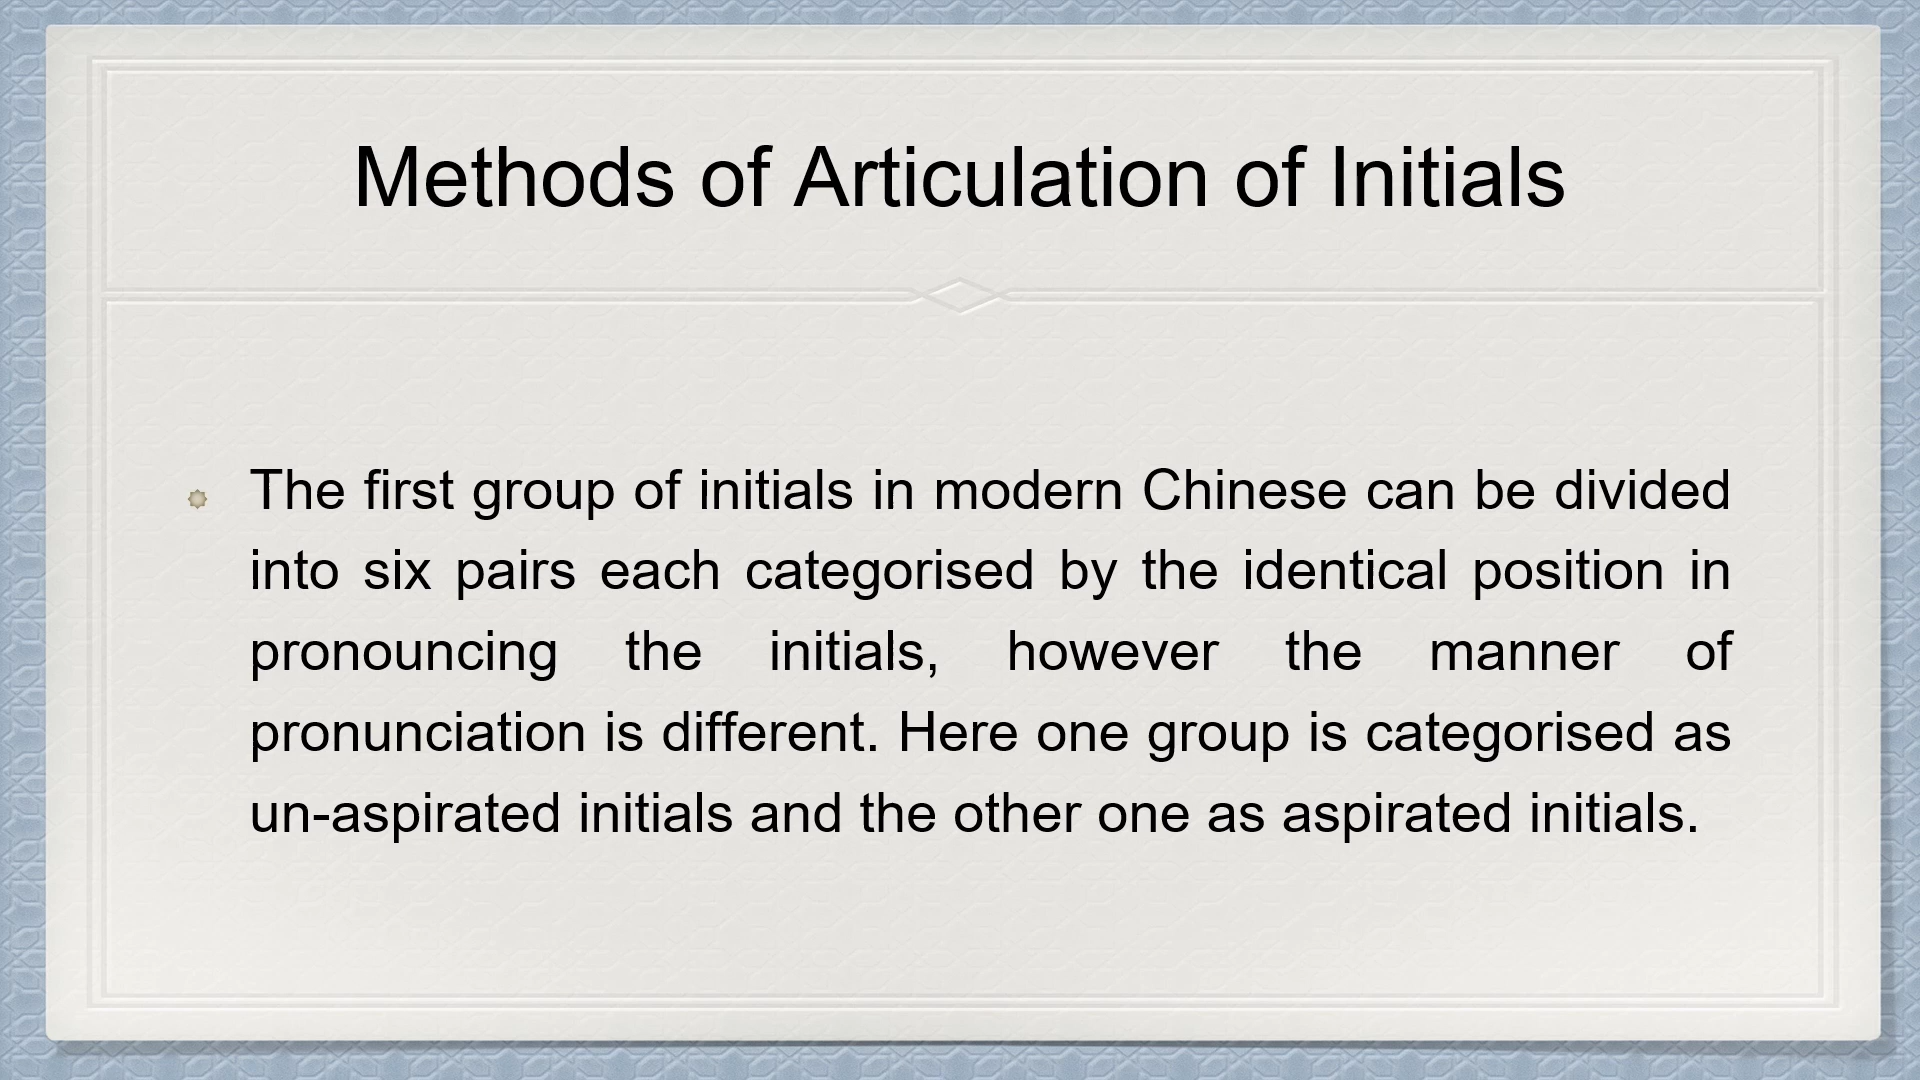 Methods of Articulation of Initials
The first group of initials in modern Chinese can be divided
into six pairs each categorised by the identical position in
pronouncing the initials, however the manner of
pronunciation is different. Here one group is categorised as
un-aspirated initials and the other one as aspirated initials.